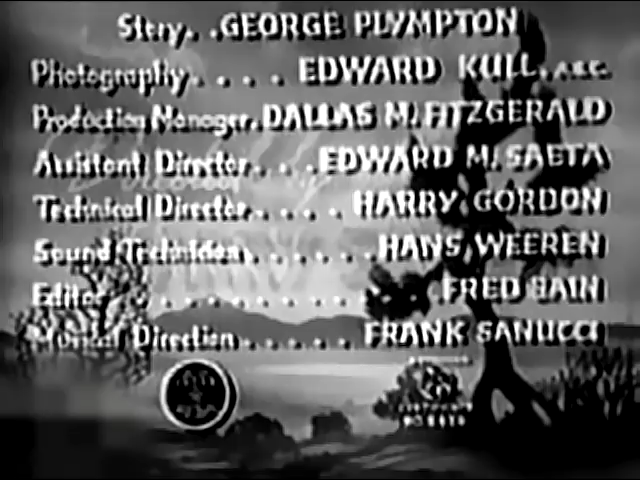 Story. . GEORGE PLYMPTON
Photography. . . . EDWARD KULL, A.S.C.
Production Manager. DALLAS M. FITZGERALD
Assistant Director. . . . EDWARD M. SAETA
Technical Director. . . . . HARRY GORDON
Sound Technician. . . . . . HANS WEEREN
Editor. . . . . . . . . . . . . FRED BAIN
Musical Direction. . . . . FRANK SANUCCI